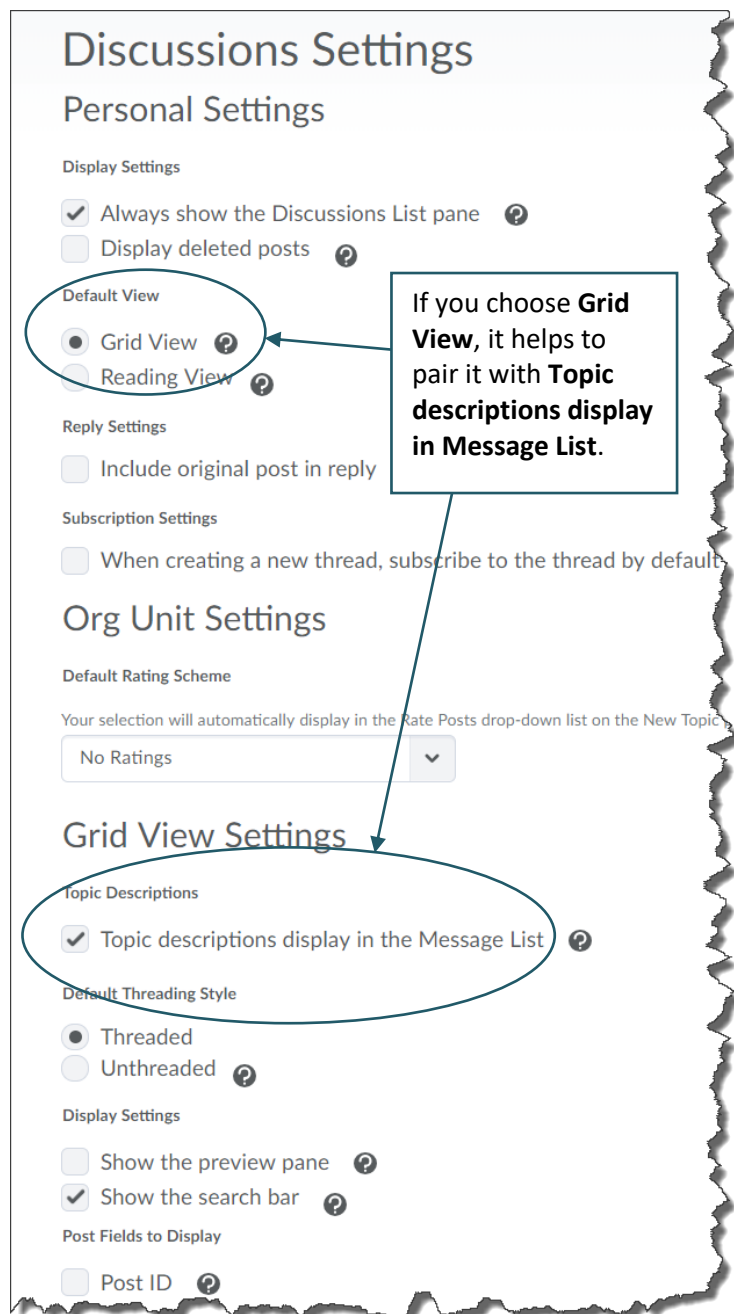 Discussions Settings
Personal Settings
Display Settings
Always show the Discussions List pane
Display deleted posts
Default View
Grid View
Reading View
If you choose Grid
View, it helps to
pair it with Topic
descriptions display
in Message List.
Reply Settings
Include original post in reply
Subscription Settings
When creating a new thread, subscribe to the thread by default
Org Unit Settings
Default Rating Scheme
Your selection will automatically display in the Rate Posts drop-down list on the New Topic
No Ratings
Grid View Settings
Topic Descriptions
Topic descriptions display in the Message List
Default Threading Style
Threaded
Unthreaded
Display Settings
Show the preview pane
Show the search bar
Post Fields to Display
Post ID